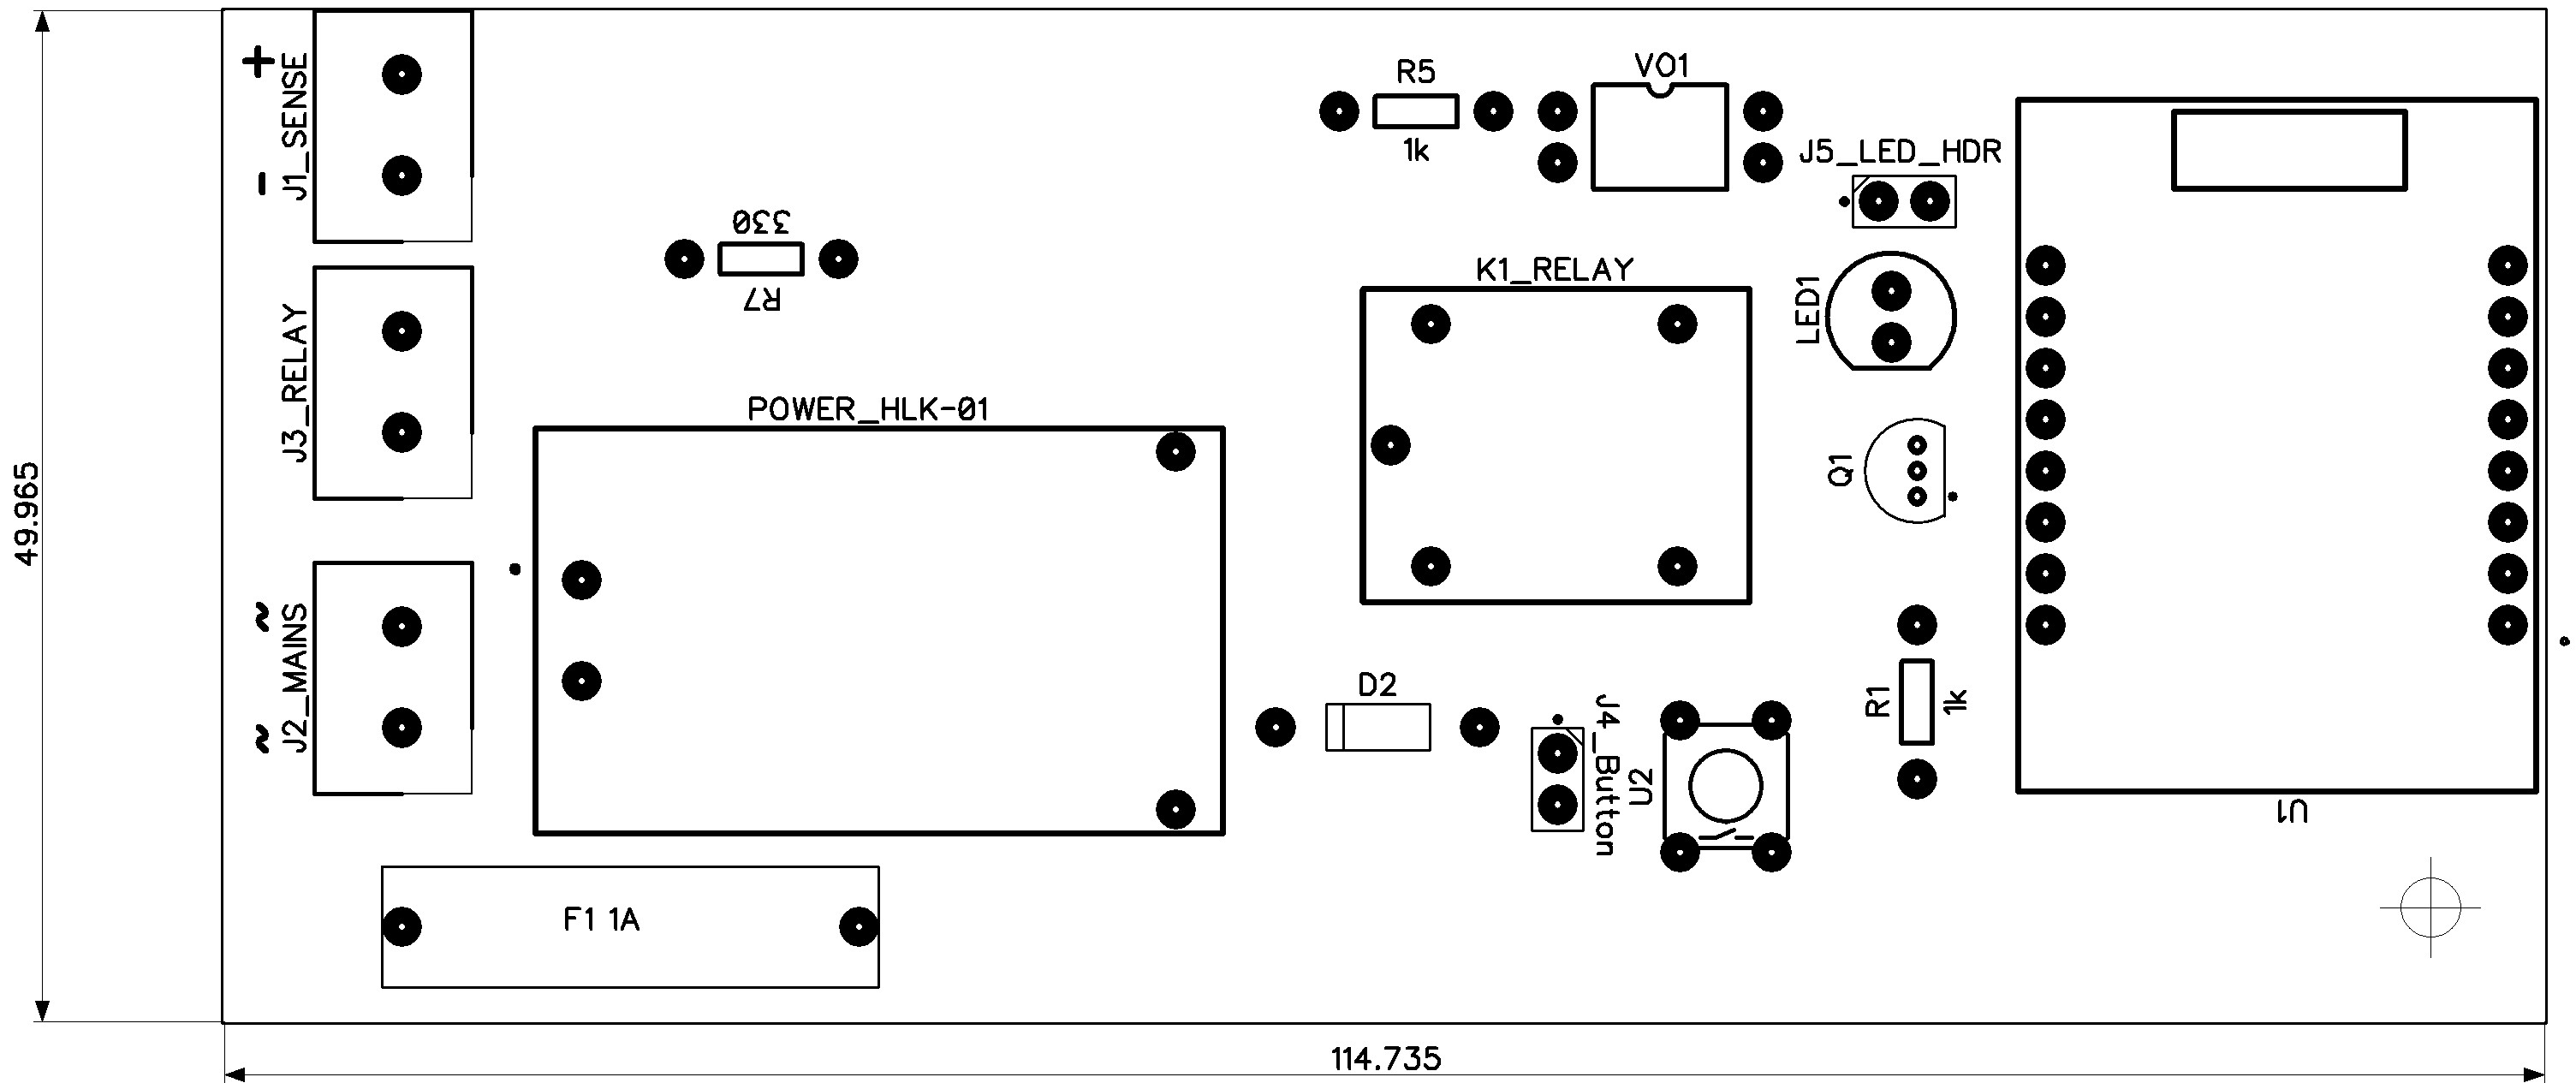 +
J1_SENSE
-
R5
1k
VO1
J5_LED_HDR
330
R7
K1_RELAY
LED1
J3_RELAY
POWER_HLK-01
Q1
49.965
~
J2_MAINS
~
D2
J4_Button
U2
R1
1k
U1
F1 1A
114.735